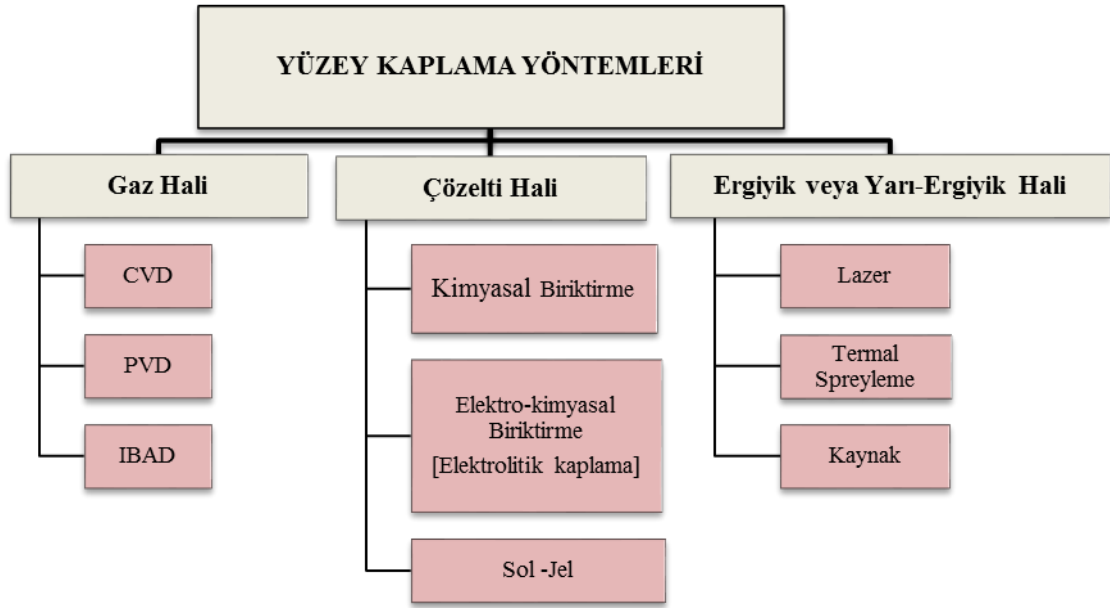 YÜZEY KAPLAMA YÖNTEMLERİ
Gaz Hali
CVD
PVD
IBAD
Çözelti Hali
Kimyasal Biriktirme
Elektro-kimyasal
Biriktirme
[Elektrolitik kaplama]
Sol -Jel
Ergiyik veya Yarı-Ergiyik Hali
Lazer
Termal
Spreyleme
Kaynak